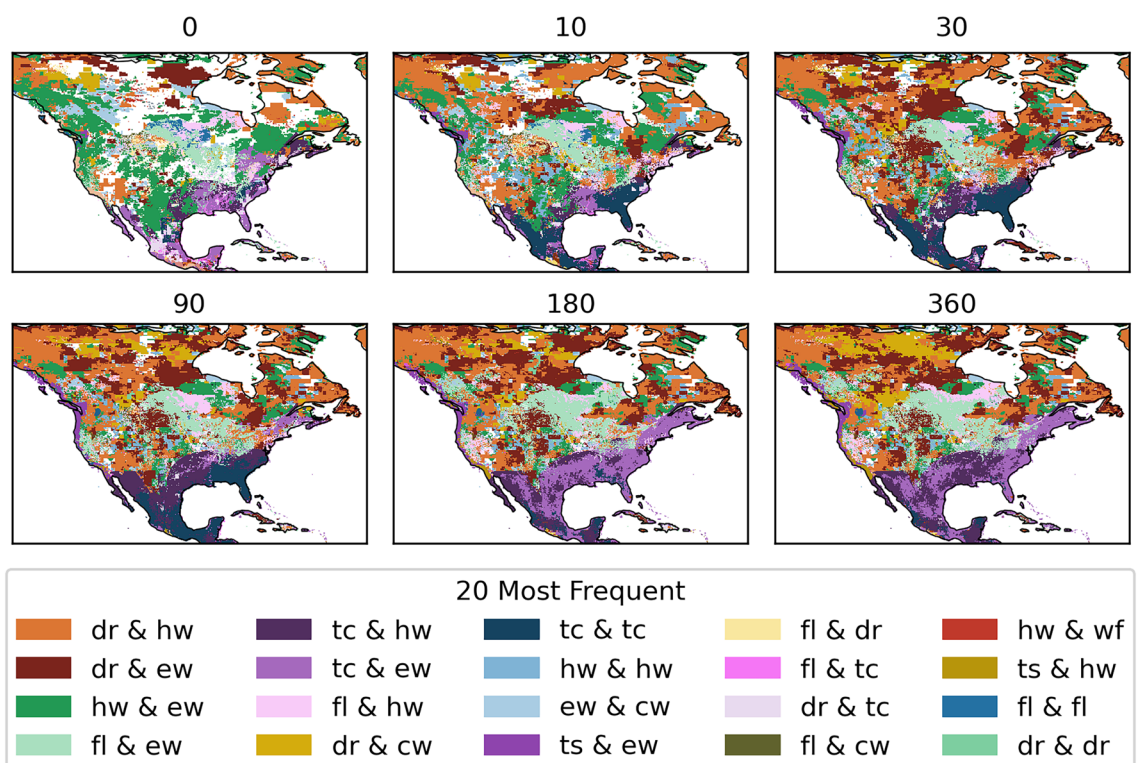 0 10 30
90 180 360
20 Most Frequent
dr & hw tc & hw tc & tc fl & dr hw & wf
dr & ew tc & ew hw & hw fl & tc ts & hw
hw & ew fl & hw ew & cw dr & tc fl & fl
fl & ew dr & cw ts & ew fl & cw dr & dr